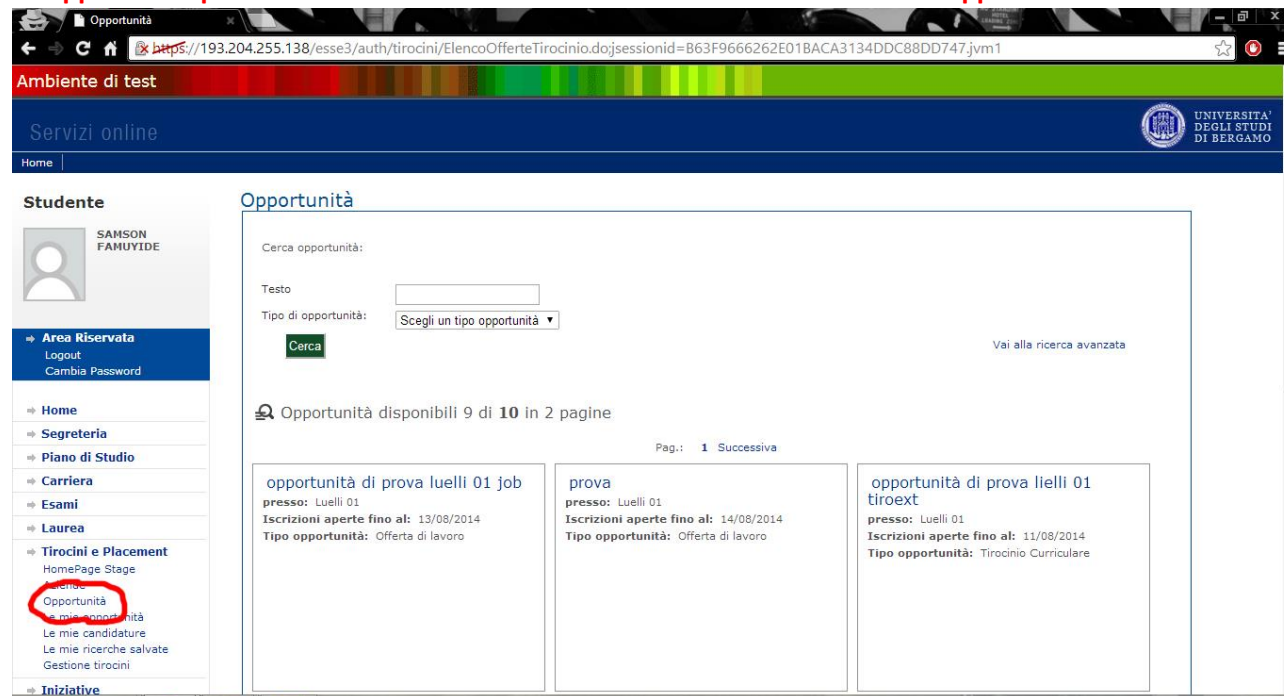 Opportunità
https://193.204.255.138/esse3/auth/tirocini/ElencoOfferteTirocinio.do;jsessionid=B63F9666262E01BACA3134DDC88DD747.jvm1
Ambiente di test
Servizi online
UNIVERSITA'
DEGLI STUDI
DI BERGAMO
Home
Studente
SAMSON
FAMUYIDE
Area Riservata
Logout
Cambia Password
Home
Segreteria
Piano di Studio
Carriera
Esami
Laurea
Tirocini e Placement
HomePage Stage
Aziende
Opportunità
Le mie opportunità
Le mie candidature
Le mie ricerche salvate
Gestione tirocini
Iniziative
Opportunità
Cerca opportunità:
Testo
Tipo di opportunità:
Scegli un tipo opportunità
Cerca
Vai alla ricerca avanzata
Opportunità disponibili 9 di 10 in 2 pagine
Pag.: 1 Successiva
opportunità di prova luelli 01 job
presso: Luelli 01
Iscrizioni aperte fino al: 13/08/2014
Tipo opportunità: Offerta di lavoro
prova
presso: Luelli 01
Iscrizioni aperte fino al: 14/08/2014
Tipo opportunità: Offerta di lavoro
opportunità di prova lielli 01
tiroext
presso: Luelli 01
Iscrizioni aperte fino al: 11/08/2014
Tipo opportunità: Tirocinio Curriculare